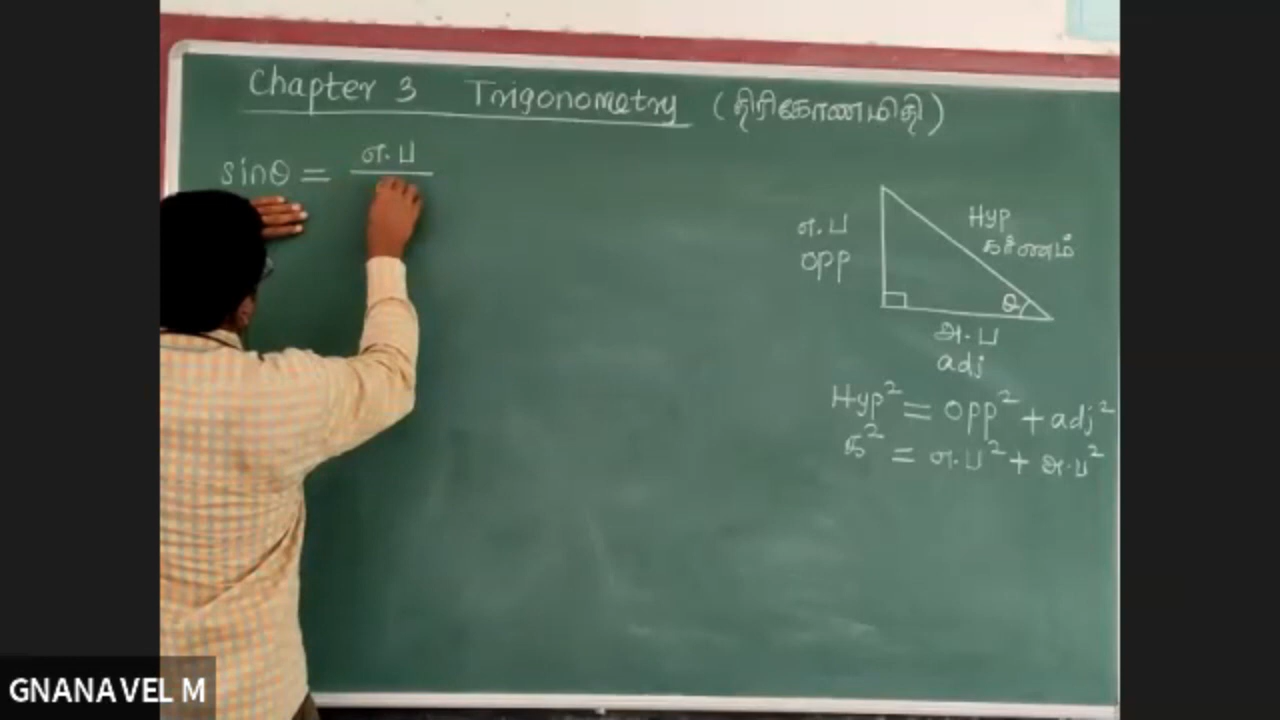 Chapter 3 Trigonometry (திரிகோணமிதி)
sinθ = எ.ப
எ.ப
opp
Hyp
கர்ணம்
θ
அ.ப
adj
Hyp² = opp² + adj²
க² = எ.ப² + அ.ப²
GNANAVEL M